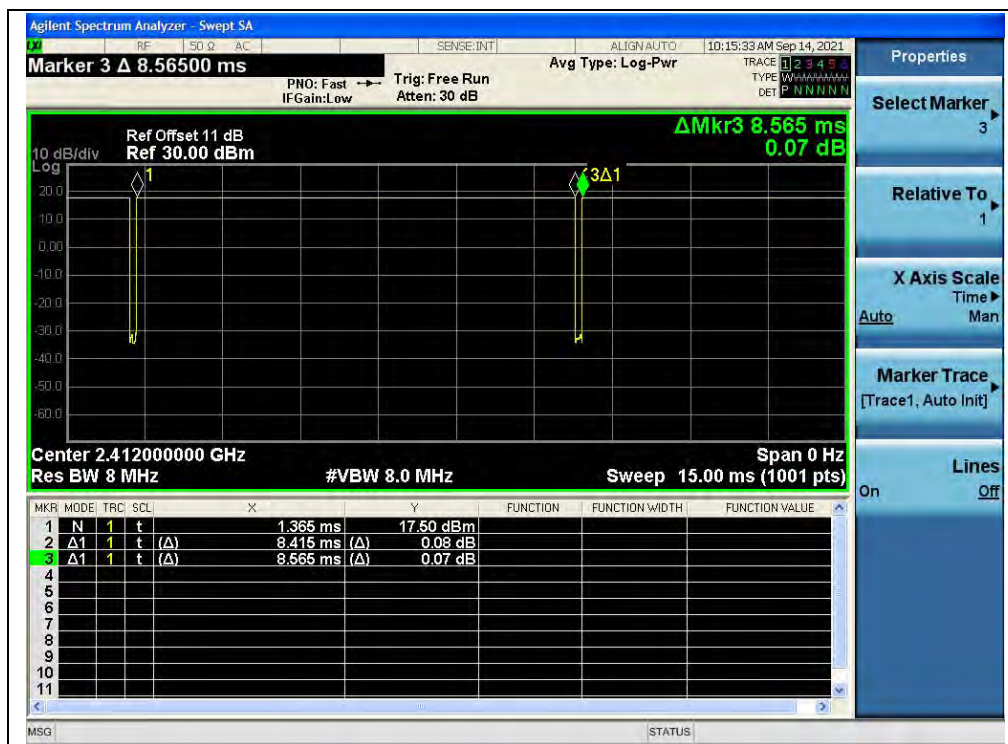 Agilent Spectrum Analyzer - Swept SA
LXI RF 50 Ω AC SENSE:INT ALIGN AUTO 10:15:33 AM Sep 14, 2021
Marker 3 Δ 8.56500 ms
PNO: Fast
IFGain:Low
Trig: Free Run
Atten: 30 dB
Avg Type: Log-Pwr
TRACE 1 2 3 4 5 6
TYPE
DET P N N N N N
ΔMkr3 8.565 ms
0.07 dB
Ref Offset 11 dB
10 dB/div Ref 30.00 dBm
Log
1
3Δ1
20.0
10.0
0.00
-10.0
-20.0
-30.0
-40.0
-50.0
-60.0
Center 2.412000000 GHz Span 0 Hz
Res BW 8 MHz #VBW 8.0 MHz Sweep 15.00 ms (1001 pts)
MKR MODE TRC SCL X Y FUNCTION FUNCTION WIDTH FUNCTION VALUE
1 N 1 t 1.365 ms 17.50 dBm
2 Δ1 1 t (Δ) 8.415 ms (Δ) 0.08 dB
3 Δ1 1 t (Δ) 8.565 ms (Δ) 0.07 dB
4
5
6
7
8
9
10
11
MSG STATUS
Properties
Select Marker
3
Relative To
1
X Axis Scale
Time
Auto Man
Marker Trace
[Trace1, Auto Init]
Lines
On Off